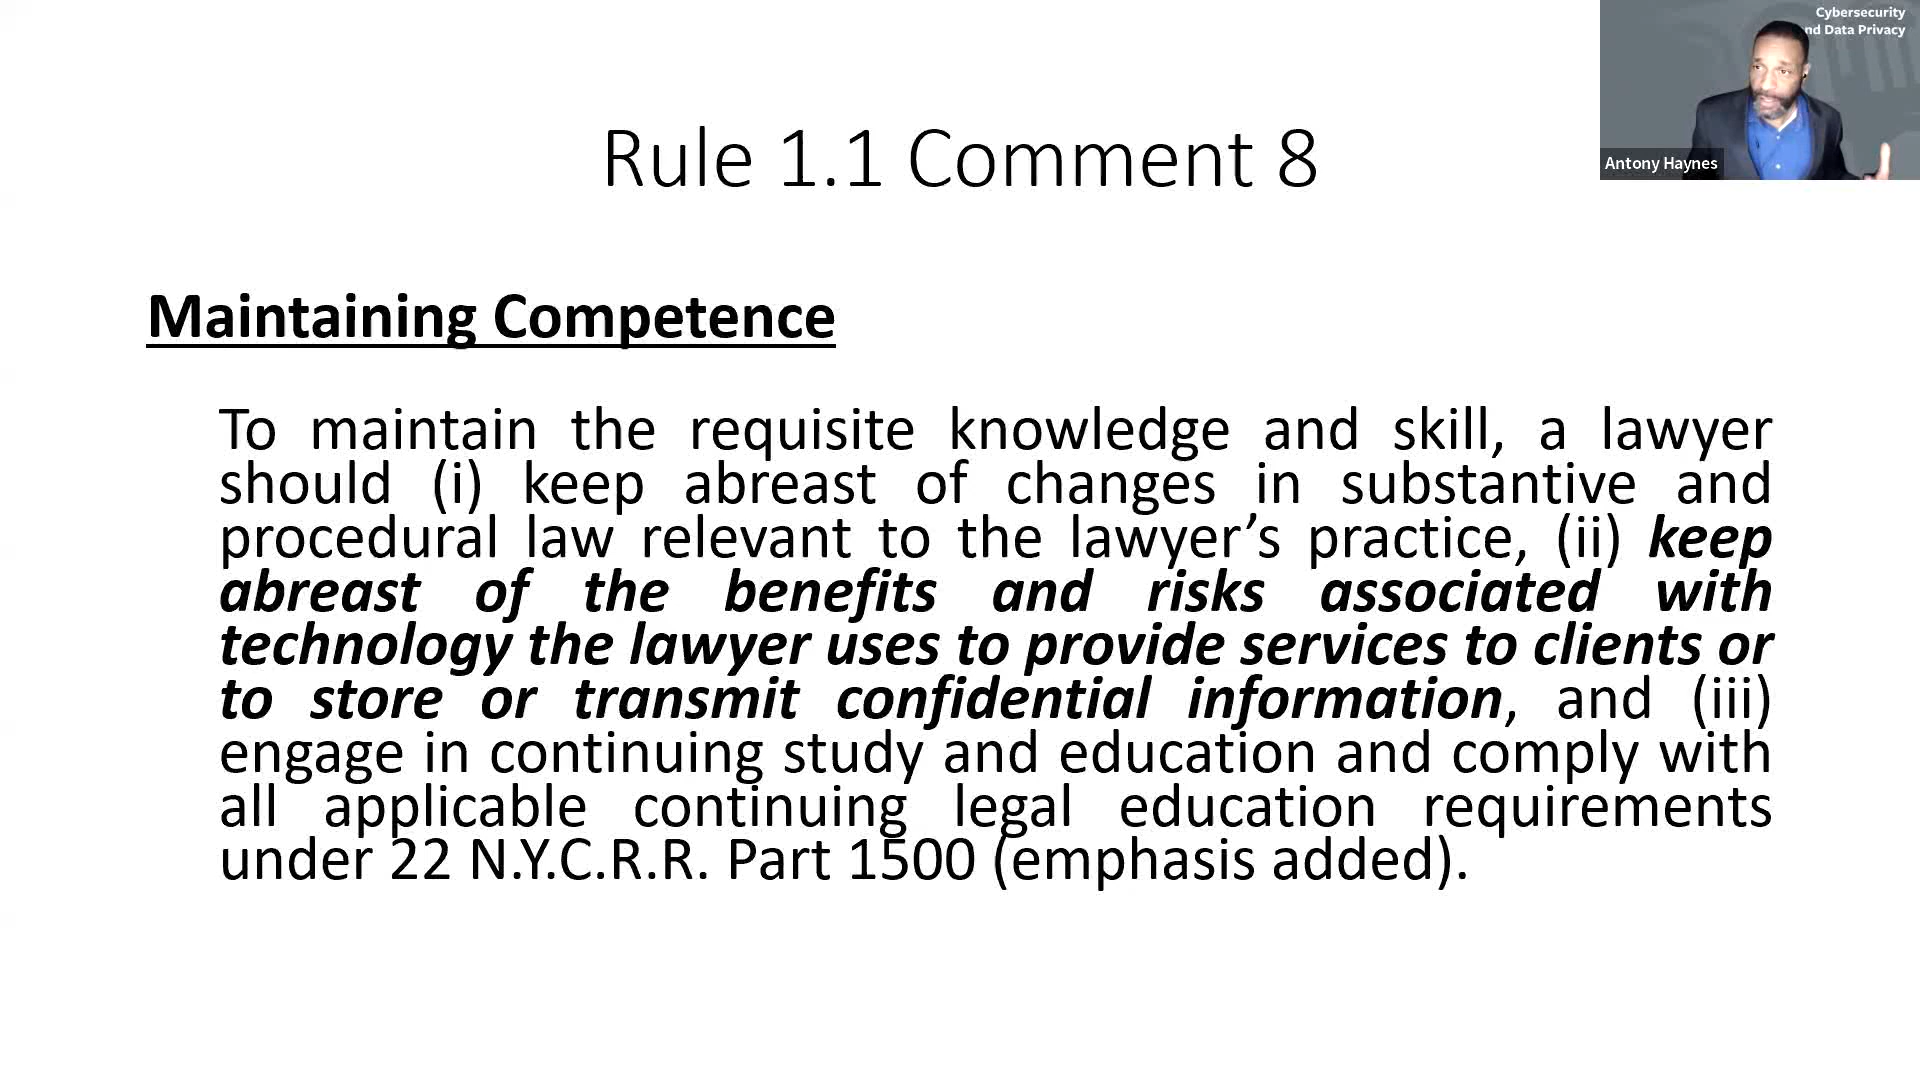 Cybersecurity
nd Data Privacy
Antony Haynes
Rule 1.1 Comment 8
Maintaining Competence
To maintain the requisite knowledge and skill, a lawyer
should (i) keep abreast of changes in substantive and
procedural law relevant to the lawyer’s practice, (ii) keep
abreast of the benefits and risks associated with
technology the lawyer uses to provide services to clients or
to store or transmit confidential information, and (iii)
engage in continuing study and education and comply with
all applicable continuing legal education requirements
under 22 N.Y.C.R.R. Part 1500 (emphasis added).